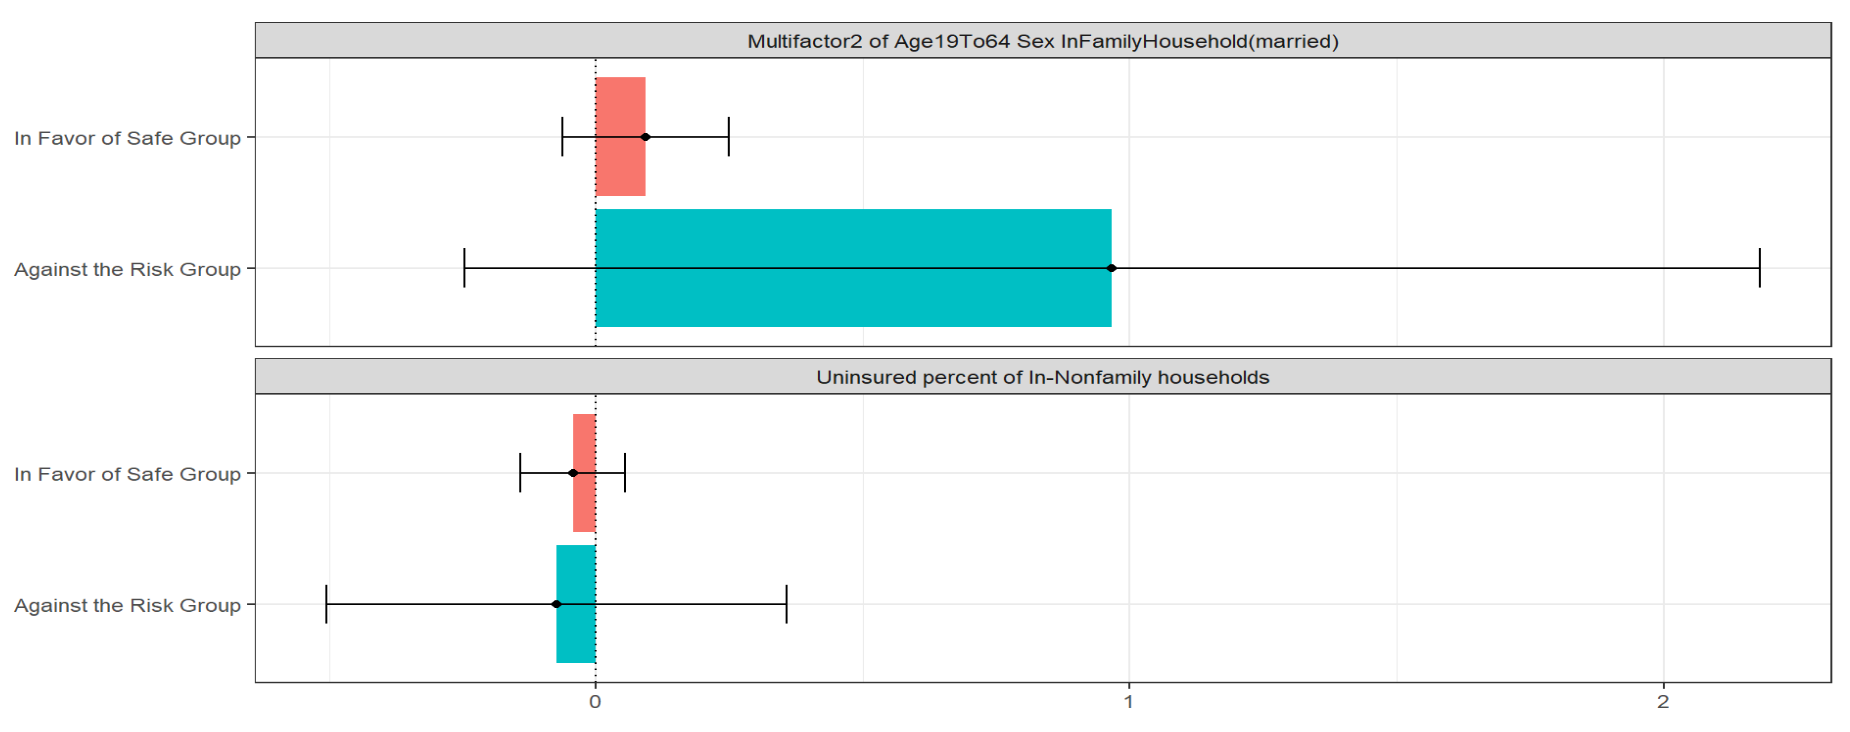 Multifactor2 of Age19To64 Sex InFamilyHousehold(married)
In Favor of Safe Group
Against the Risk Group
Uninsured percent of In-Nonfamily households
In Favor of Safe Group
Against the Risk Group
0 1 2